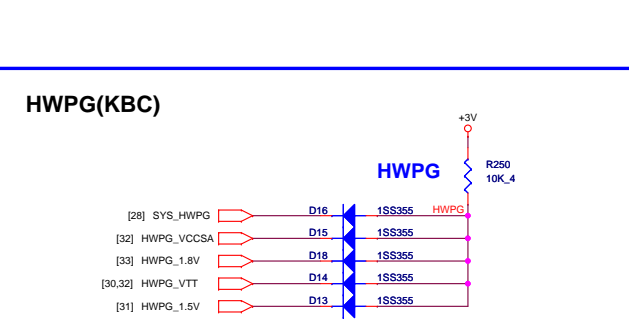 HWPG(KBC)
+3V
HWPG
R250
10K_4
[28] SYS_HWPG D16 1SS355 HWPG
[32] HWPG_VCCSA D15 1SS355
[33] HWPG_1.8V D18 1SS355
[30,32] HWPG_VTT D14 1SS355
[31] HWPG_1.5V D13 1SS355